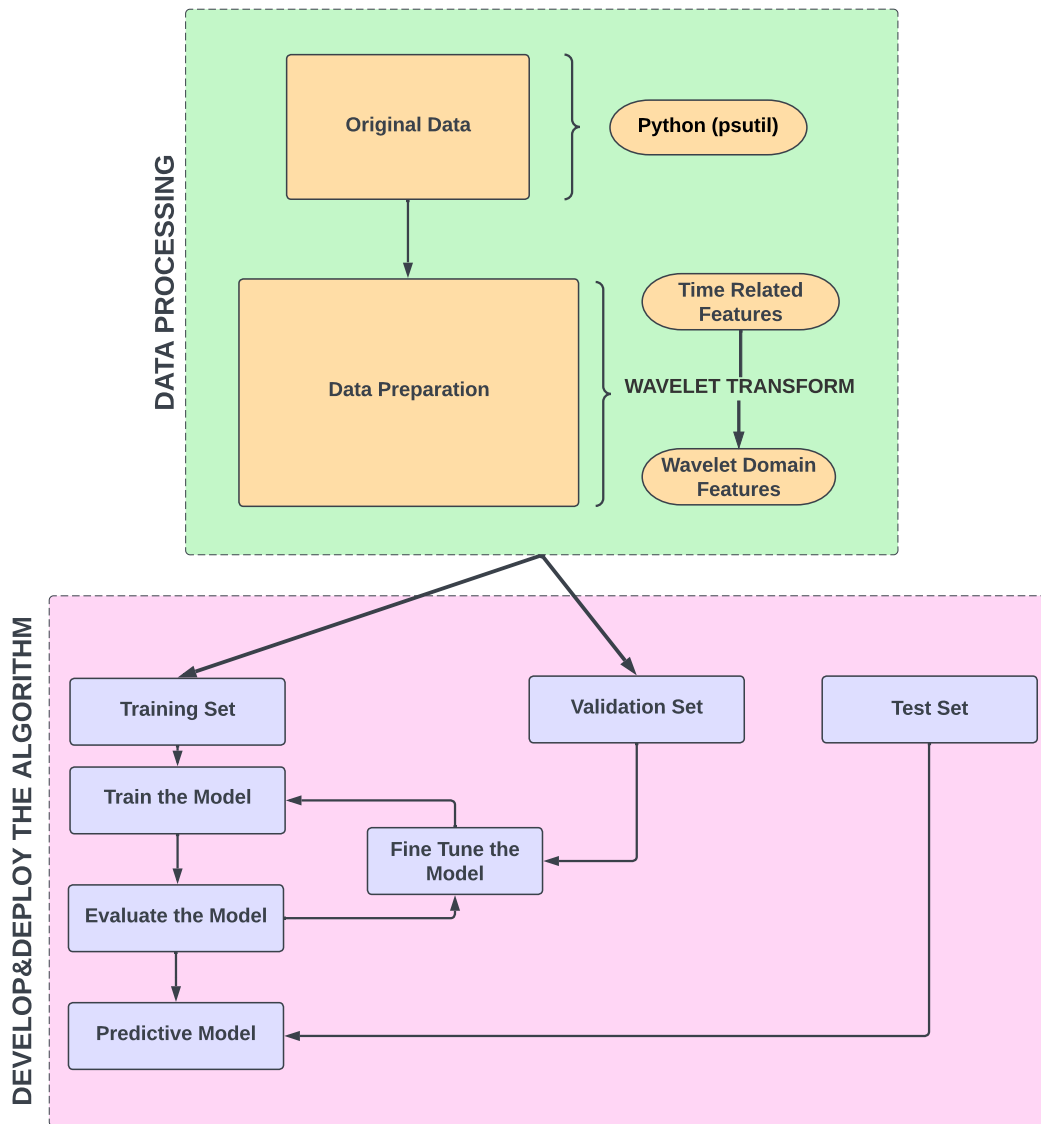 DATA PROCESSING
Original Data
Python (psutil)
Data Preparation
Time Related
Features
WAVELET TRANSFORM
Wavelet Domain
Features
DEVELOP&DEPLOY THE ALGORITHM
Training Set
Validation Set
Test Set
Train the Model
Fine Tune the
Model
Evaluate the Model
Predictive Model